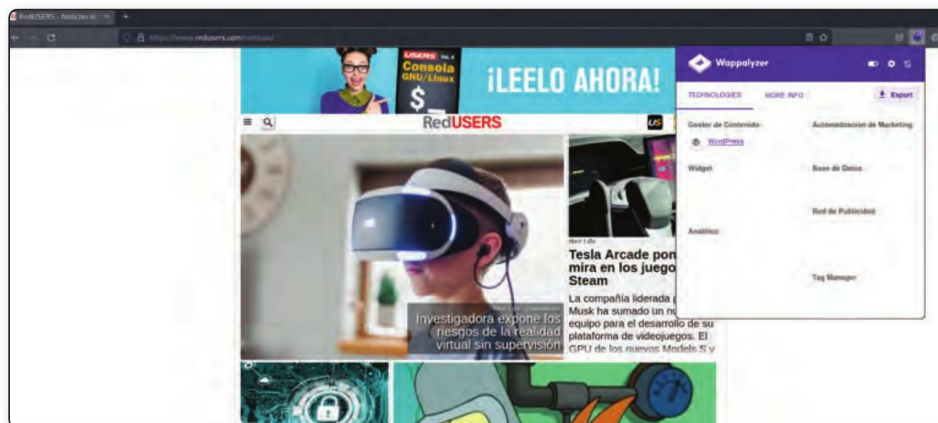 RedUSERS - Noticias de
https://www.redusers.com/noticias/
USERS
Consola
GNU/Linux
$_
¡LEELO AHORA!
RedUSERS
US
Investigadora expone los
riesgos de la realidad
virtual sin supervisión
Tesla Arcade pon
mira en los juego
Steam
La compañía liderada p
Musk ha sumado un nu
equipo para el desarrollo de su
plataforma de videojuegos. El
GPU de los nuevos Models S y
Wappalyzer
TECHNOLOGIES
MORE INFO
Export
Gestor de Contenido
Automatización de Marketing
WordPress
Widget
Base de Datos
Red de Publicidad
Analítica
Tag Manager